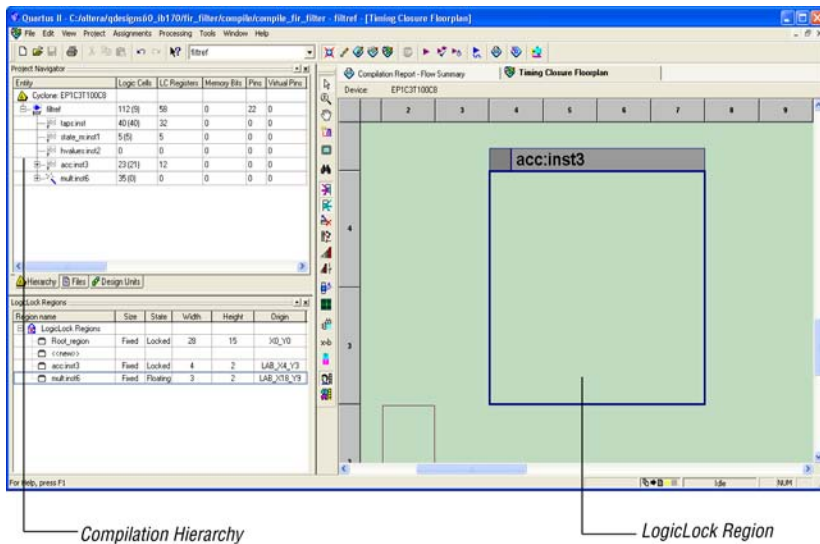 Quartus II - C:/altera/qdesigns60_ib170/fir_filter/compile/compile_fir_filter - filtref - [Timing Closure Floorplan]
File Edit View Project Assignments Processing Tools Window Help
filtref
Project Navigator
Entity Logic Cells LC Registers Memory Bits Pins Virtual Pins
Cyclone: EP1C3T100C8
filtref 112 (9) 58 0 22 0
taps:inst 40 (40) 32 0 0 0
state_m:inst1 5 (5) 5 0 0 0
hvalues:inst2 0 0 0 0 0
acc:inst3 23 (21) 12 0 0 0
mult:inst6 35 (0) 0 0 0 0
Hierarchy Files Design Units
LogicLock Regions
Region name Size State Width Height Origin
LogicLock Regions
Root_region Fixed Locked 28 15 X0_Y0
<<new>>
acc:inst3 Fixed Locked 4 2 LAB_X4_Y3
mult:inst6 Fixed Floating 3 2 LAB_X18_Y9
Compilation Report - Flow Summary Timing Closure Floorplan
Device: EP1C3T100C8
2 3 4 5 6 7 8 9
acc:inst3
4
3
For Help, press F1
Idle NUM
Compilation Hierarchy
LogicLock Region